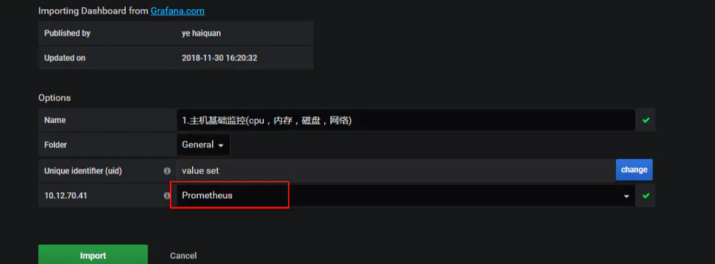 Importing Dashboard from Grafana.com
Published by ye haiquan
Updated on 2018-11-30 16:20:32
Options
Name 1.主机基础监控(cpu，内存，磁盘，网络)
Folder General
Unique identifier (uid) value set change
10.12.70.41 Prometheus
Import Cancel